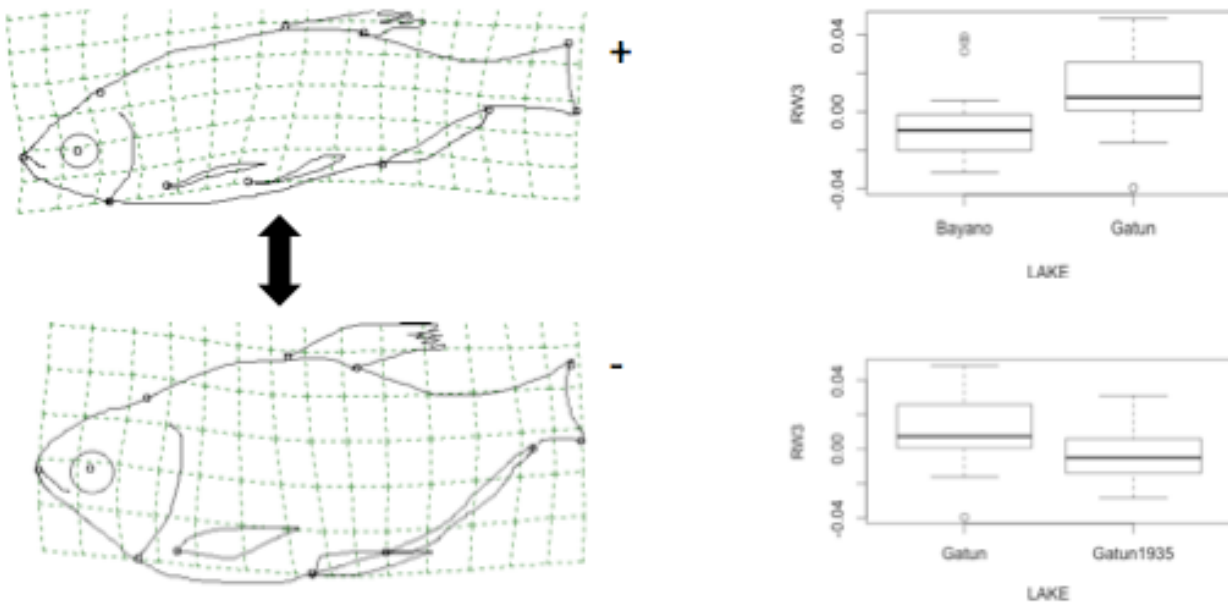 +
-
RW3
0.04
0.00
-0.04
Bayano Gatun
LAKE
RW3
0.04
0.00
-0.04
Gatun Gatun1935
LAKE